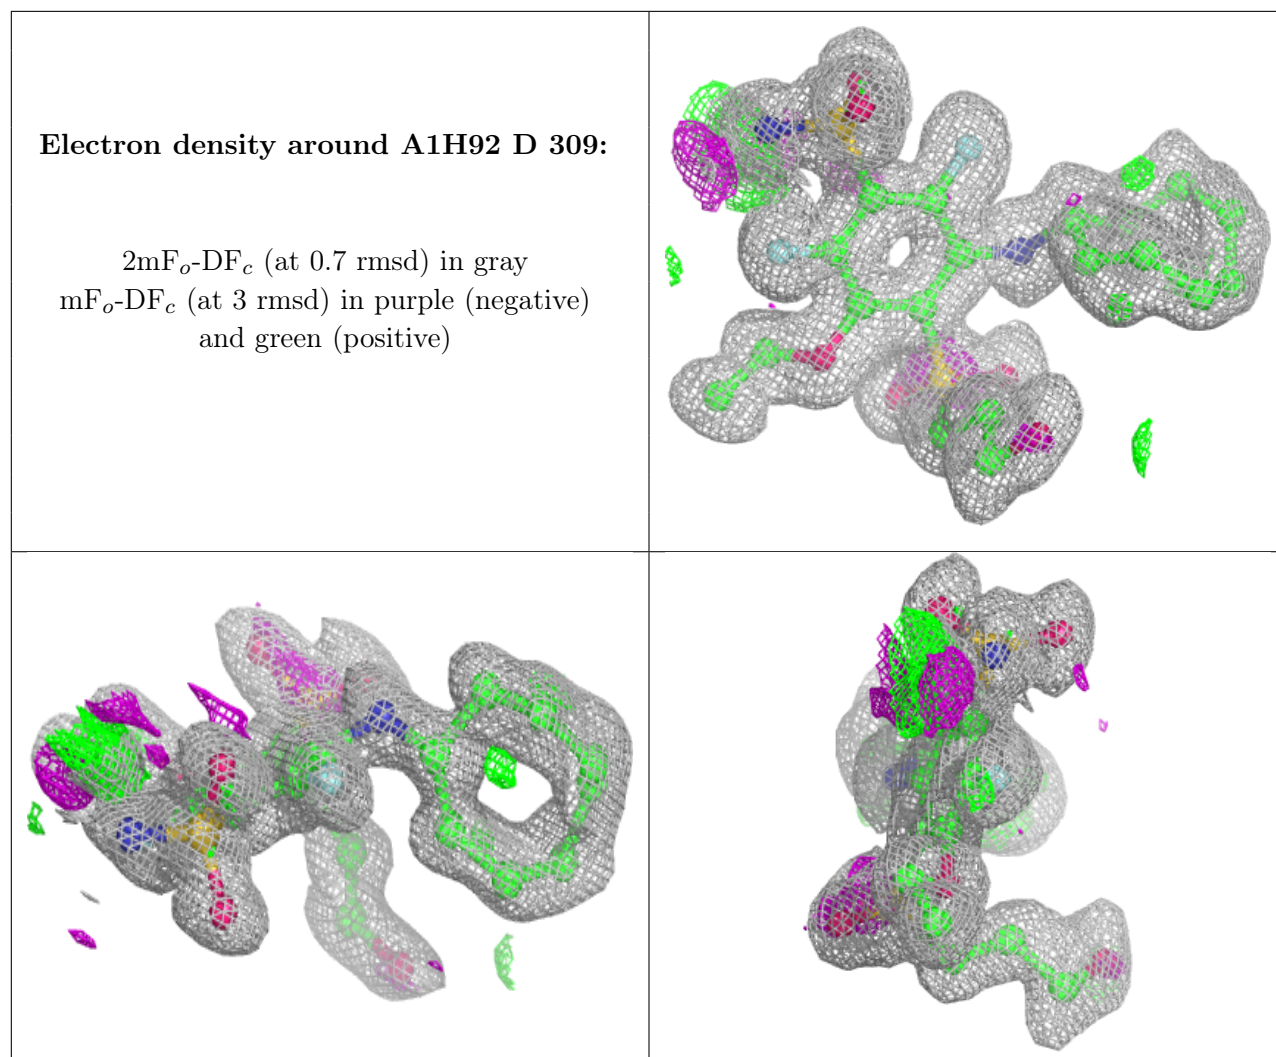 Electron density around A1H92 D 309:
2mFo-DFc (at 0.7 rmsd) in gray
mFo-DFc (at 3 rmsd) in purple (negative)
and green (positive)